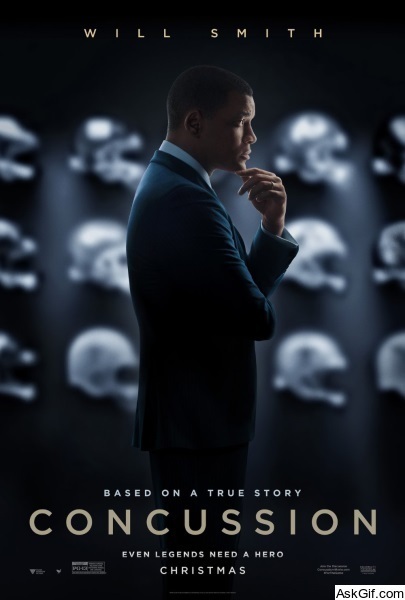 WILL SMITH
BASED ON A TRUE STORY
CONCUSSION
EVEN LEGENDS NEED A HERO
CHRISTMAS
AskGif.com